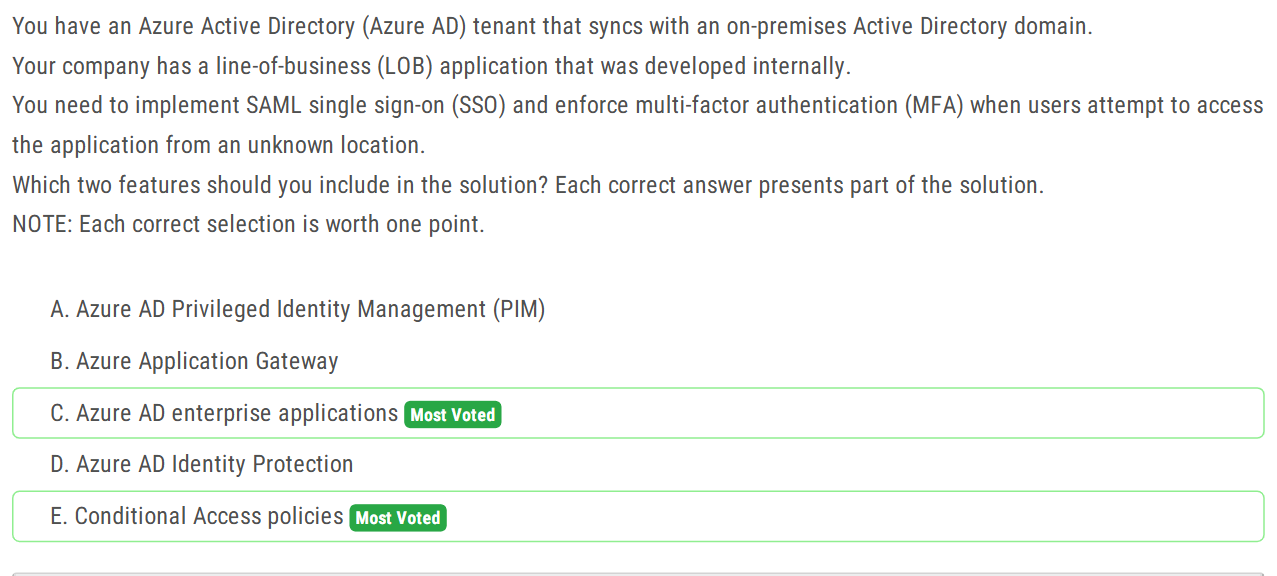 You have an Azure Active Directory (Azure AD) tenant that syncs with an on-premises Active Directory domain.
Your company has a line-of-business (LOB) application that was developed internally.
You need to implement SAML single sign-on (SSO) and enforce multi-factor authentication (MFA) when users attempt to access
the application from an unknown location.
Which two features should you include in the solution? Each correct answer presents part of the solution.
NOTE: Each correct selection is worth one point.
A. Azure AD Privileged Identity Management (PIM)
B. Azure Application Gateway
C. Azure AD enterprise applications Most Voted
D. Azure AD Identity Protection
E. Conditional Access policies Most Voted